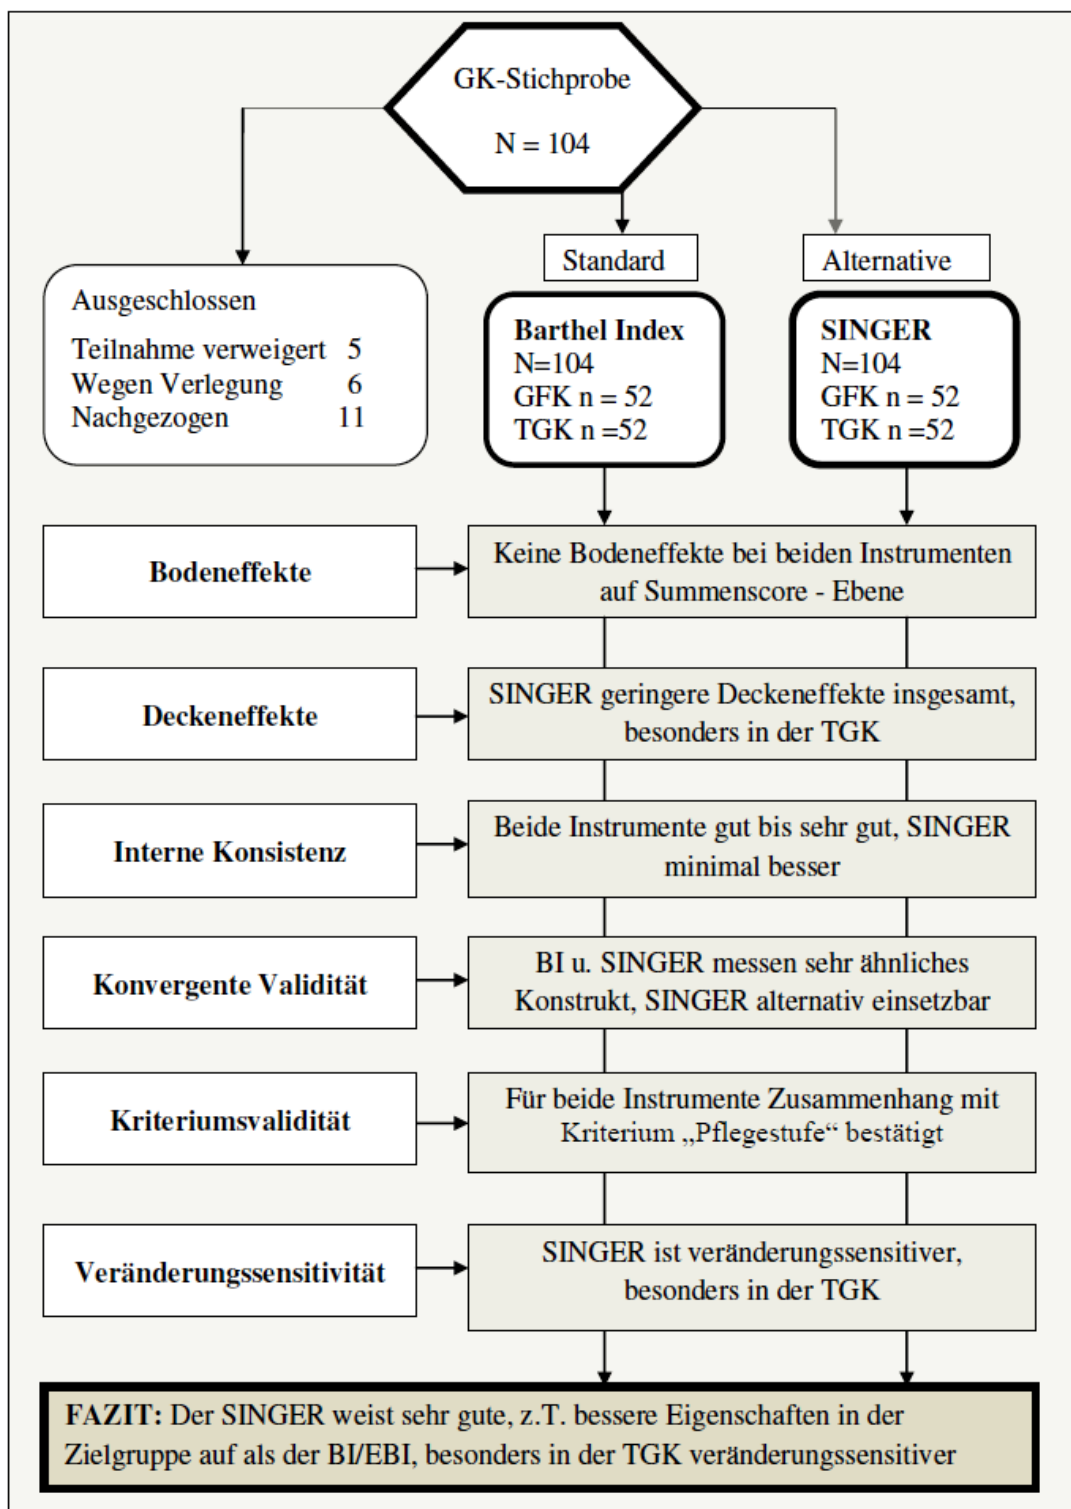 GK-Stichprobe
N = 104
Standard
Alternative
Ausgeschlossen
Teilnahme verweigert 5
Wegen Verlegung 6
Nachgezogen 11
Barthel Index
N=104
GFK n = 52
TGK n =52
SINGER
N=104
GFK n = 52
TGK n =52
Bodeneffekte
Keine Bodeneffekte bei beiden Instrumenten
auf Summenscore - Ebene
Deckeneffekte
SINGER geringere Deckeneffekte insgesamt,
besonders in der TGK
Interne Konsistenz
Beide Instrumente gut bis sehr gut, SINGER
minimal besser
Konvergente Validität
BI u. SINGER messen sehr ähnliches
Konstrukt, SINGER alternativ einsetzbar
Kriteriumsvalidität
Für beide Instrumente Zusammenhang mit
Kriterium „Pflegestufe“ bestätigt
Veränderungssensitivität
SINGER ist veränderungssensitiver,
besonders in der TGK
FAZIT: Der SINGER weist sehr gute, z.T. bessere Eigenschaften in der
Zielgruppe auf als der BI/EBI, besonders in der TGK veränderungssensitiver